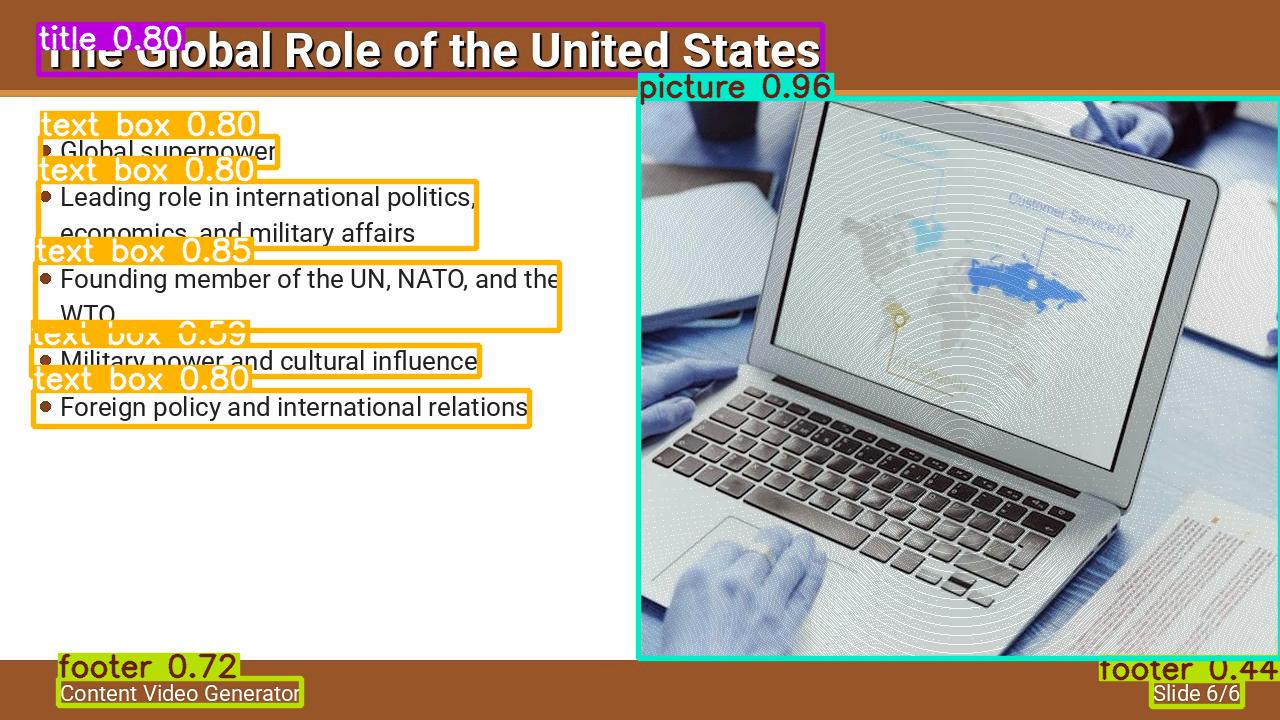 title 0.80
The Global Role of the United States
picture 0.96
text box 0.80
• Global superpower
text box 0.80
• Leading role in international politics,
economics, and military affairs
text box 0.85
• Founding member of the UN, NATO, and the
WTO
text box 0.59
• Military power and cultural influence
text box 0.80
• Foreign policy and international relations
Customer Service 03
footer 0.72
Content Video Generator
footer 0.44
Slide 6/6